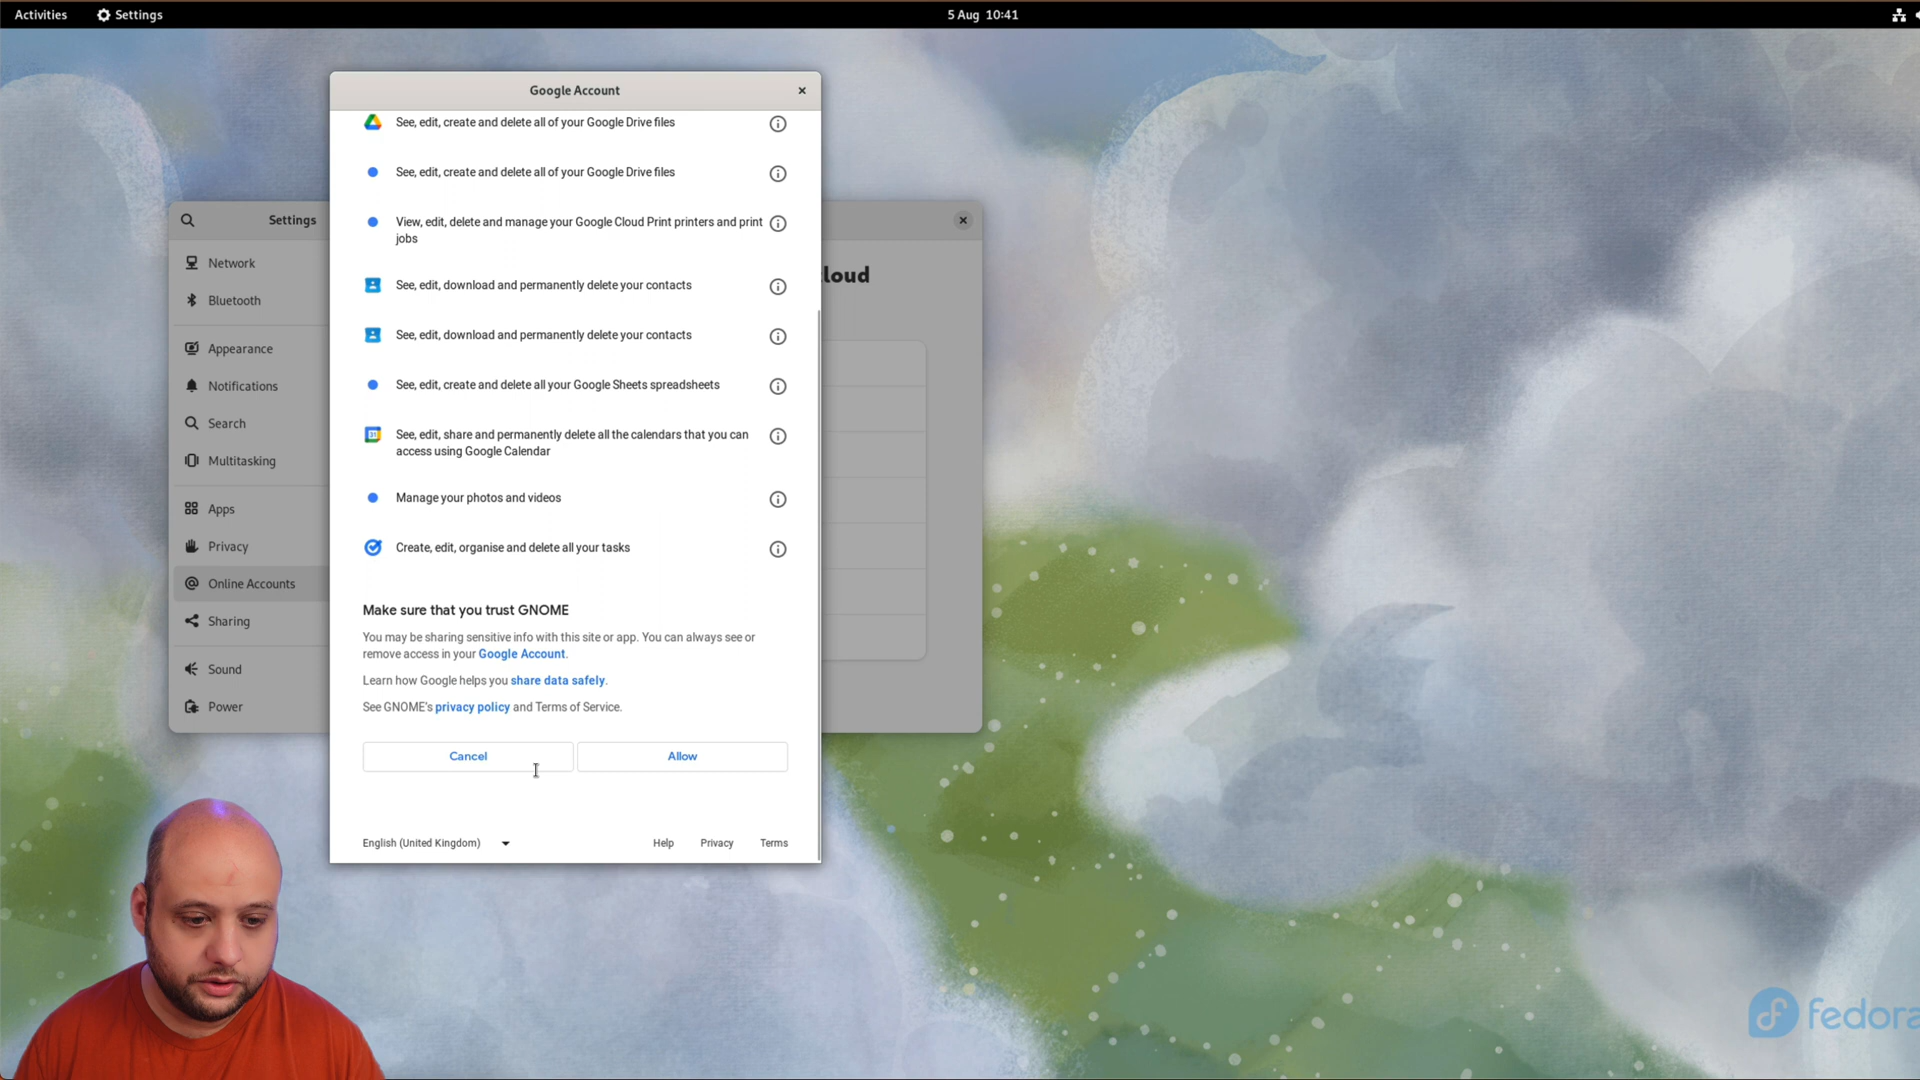 Activities
Settings
5 Aug 10:41
Google Account
See, edit, create and delete all of your Google Drive files
See, edit, create and delete all of your Google Drive files
View, edit, delete and manage your Google Cloud Print printers and print
jobs
See, edit, download and permanently delete your contacts
See, edit, download and permanently delete your contacts
See, edit, create and delete all your Google Sheets spreadsheets
See, edit, share and permanently delete all the calendars that you can
access using Google Calendar
Manage your photos and videos
Create, edit, organise and delete all your tasks
Make sure that you trust GNOME
You may be sharing sensitive info with this site or app. You can always see or
remove access in your Google Account.
Learn how Google helps you share data safely.
See GNOME's privacy policy and Terms of Service.
Cancel
Allow
English (United Kingdom)
Help
Privacy
Terms
Settings
Network
Bluetooth
Appearance
Notifications
Search
Multitasking
Apps
Privacy
Online Accounts
Sharing
Sound
Power
loud
fedora